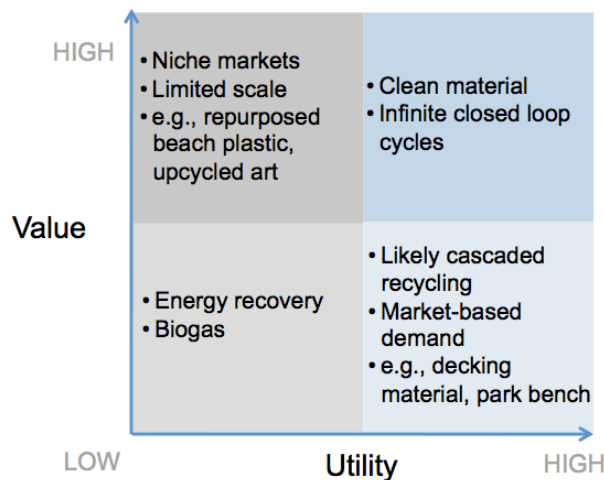 HIGH
• Niche markets
• Limited scale
• e.g., repurposed
beach plastic,
upcycled art
• Clean material
• Infinite closed loop
cycles
Value
• Energy recovery
• Biogas
• Likely cascaded
recycling
• Market-based
demand
• e.g., decking
material, park bench
LOW
Utility
HIGH